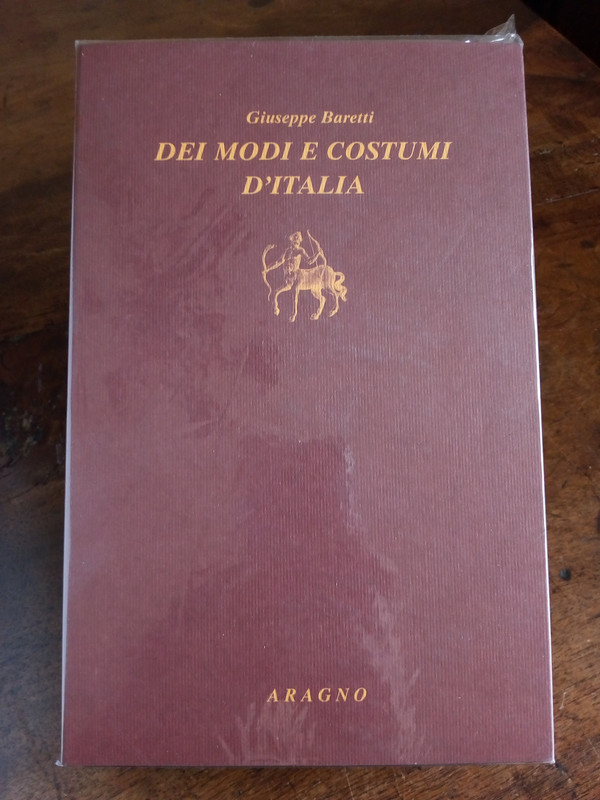 Giuseppe Baretti
DEI MODI E COSTUMI
D'ITALIA
ARAGNO